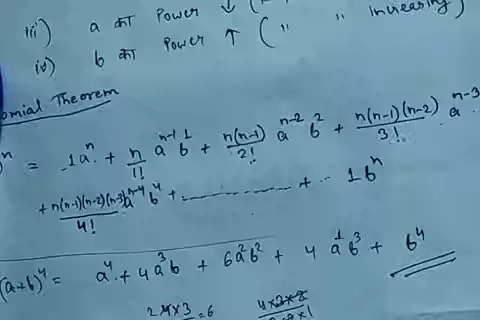 iii) a का Power ↓
iv) b का Power ↑ ( " " increasing )
omial Theorem
n = 1aⁿ + n/1! aⁿ⁻¹ b¹ + n(n-1)/2! aⁿ⁻² b² + n(n-1)(n-2)/3! aⁿ⁻³
+ n(n-1)(n-2)(n-3)/4! aⁿ⁻⁴ b⁴ + ............ + 1bⁿ
(a+b)⁴ = a⁴ + 4a³b + 6a²b² + 4a¹b³ + b⁴
2 4×3 = 6